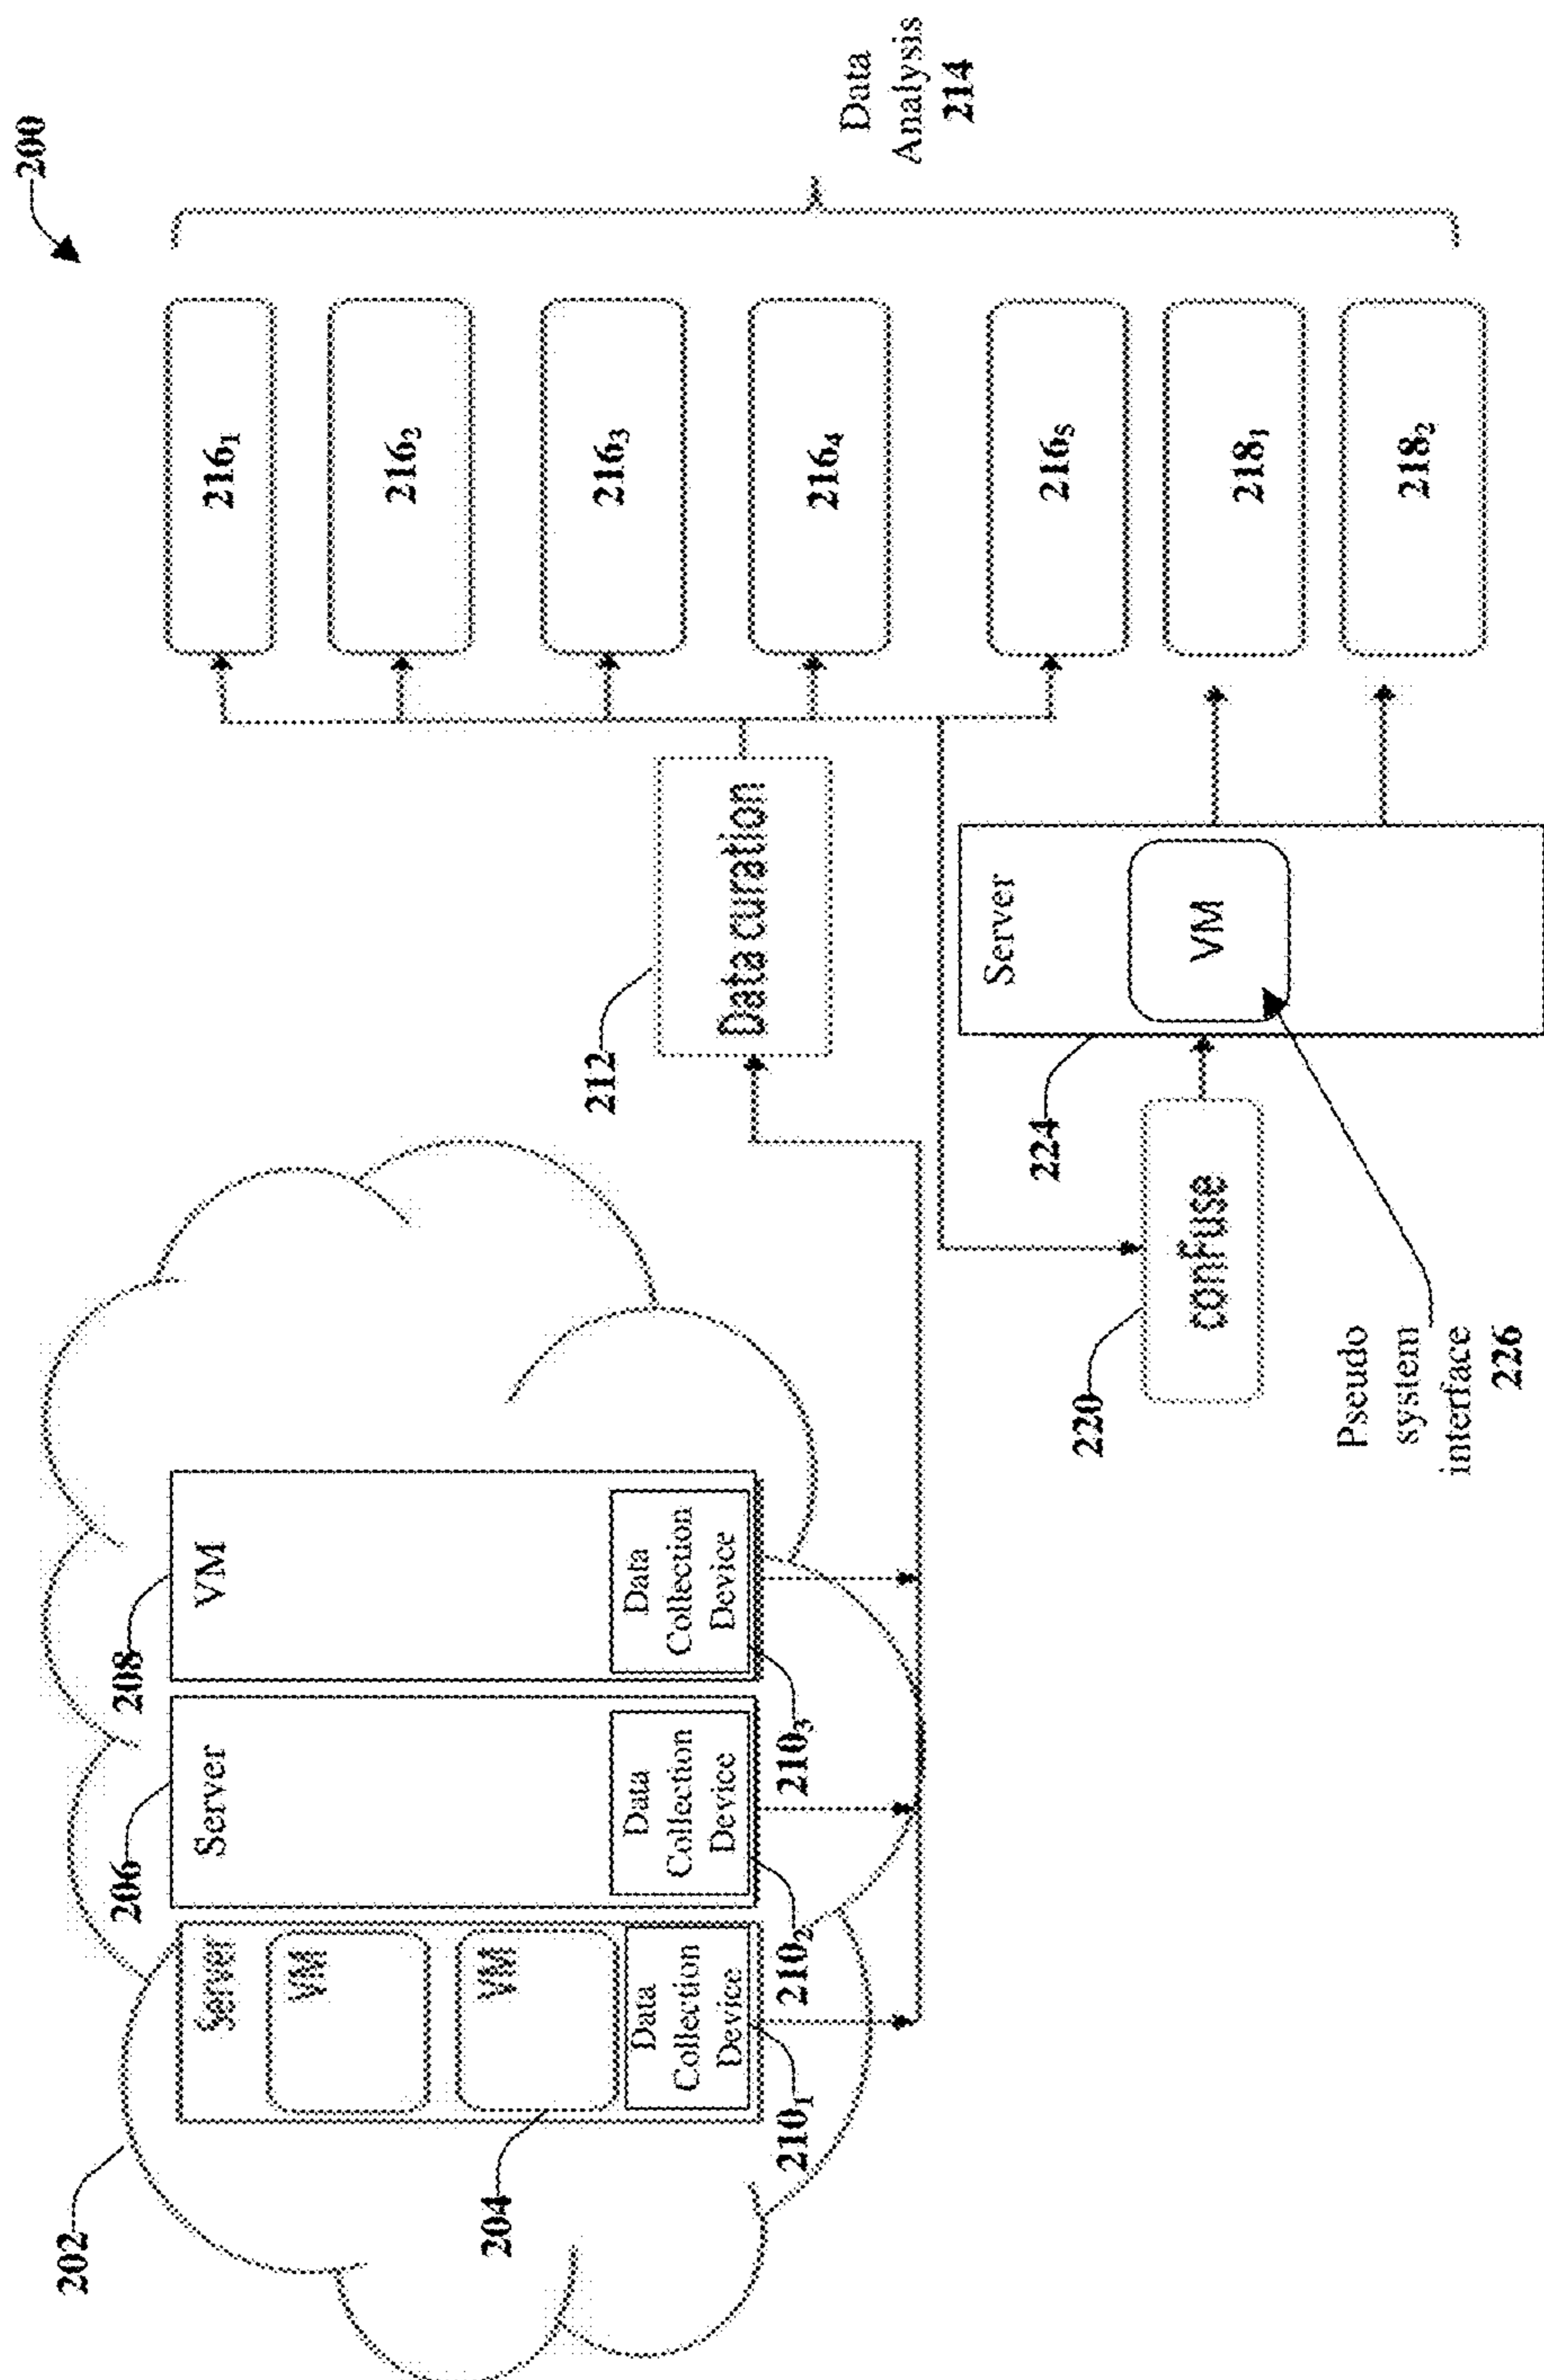 200
202
204
Server
VM
VM
Data
Collection
Device
210₁
206
Server
Data
Collection
Device
210₂
208
VM
Data
Collection
Device
210₃
212
Data curation
220
confuse
224
Server
VM
Pseudo
system
interface
226
216₁
216₂
216₃
216₄
216₅
218₁
218₂
Data
Analysis
214